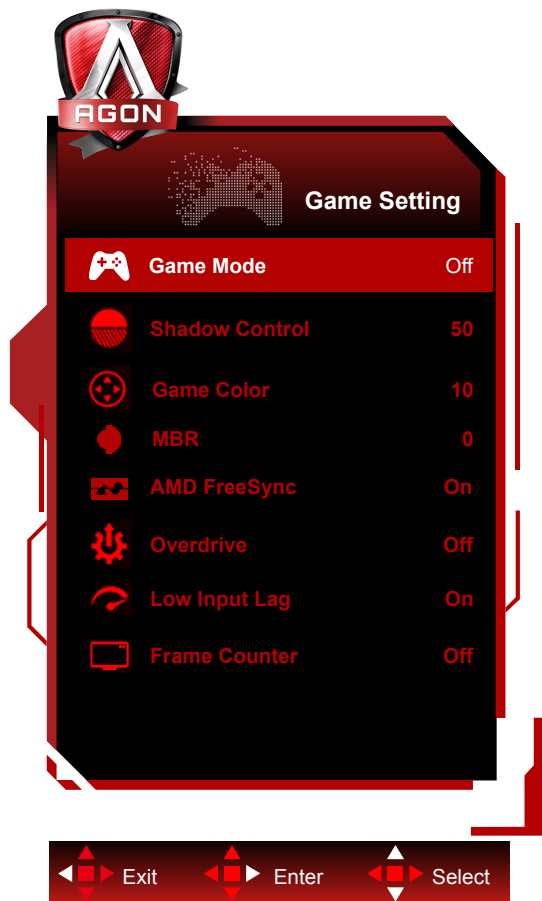 AGON
Game Setting
Game Mode Off
Shadow Control 50
Game Color 10
MBR 0
AMD FreeSync On
Overdrive Off
Low Input Lag On
Frame Counter Off
Exit Enter Select